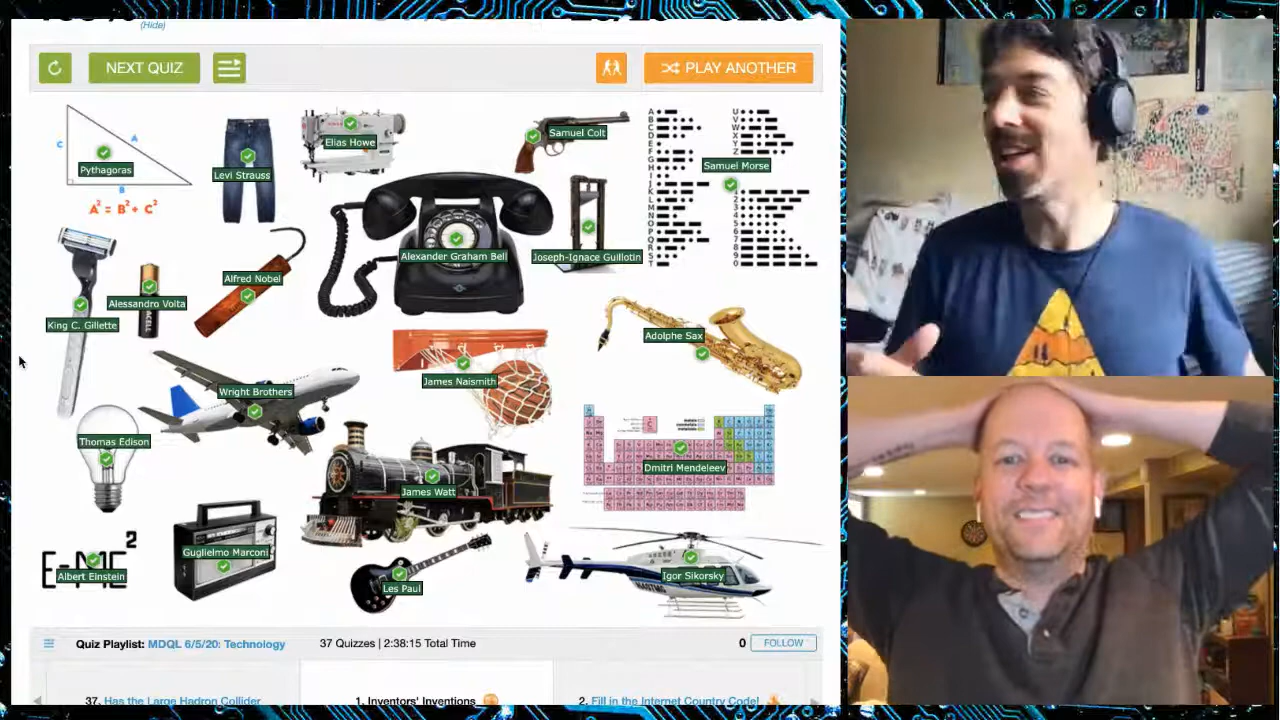 (Hide)
NEXT QUIZ
PLAY ANOTHER
Pythagoras
C
A
B
A² = B² + C²
Levi Strauss
Elias Howe
Samuel Colt
Samuel Morse
Alexander Graham Bell
Joseph-Ignace Guillotin
King C. Gillette
Alessandro Volta
Alfred Nobel
Adolphe Sax
James Naismith
Wright Brothers
Thomas Edison
James Watt
Dmitri Mendeleev
E=MC²
Albert Einstein
Guglielmo Marconi
Les Paul
Igor Sikorsky
Quiz Playlist: MDQL 6/5/20: Technology
37 Quizzes | 2:38:15 Total Time
0 FOLLOW
37. Has the Large Hadron Collider
1. Inventors' Inventions
2. Fill in the Internet Country Code!